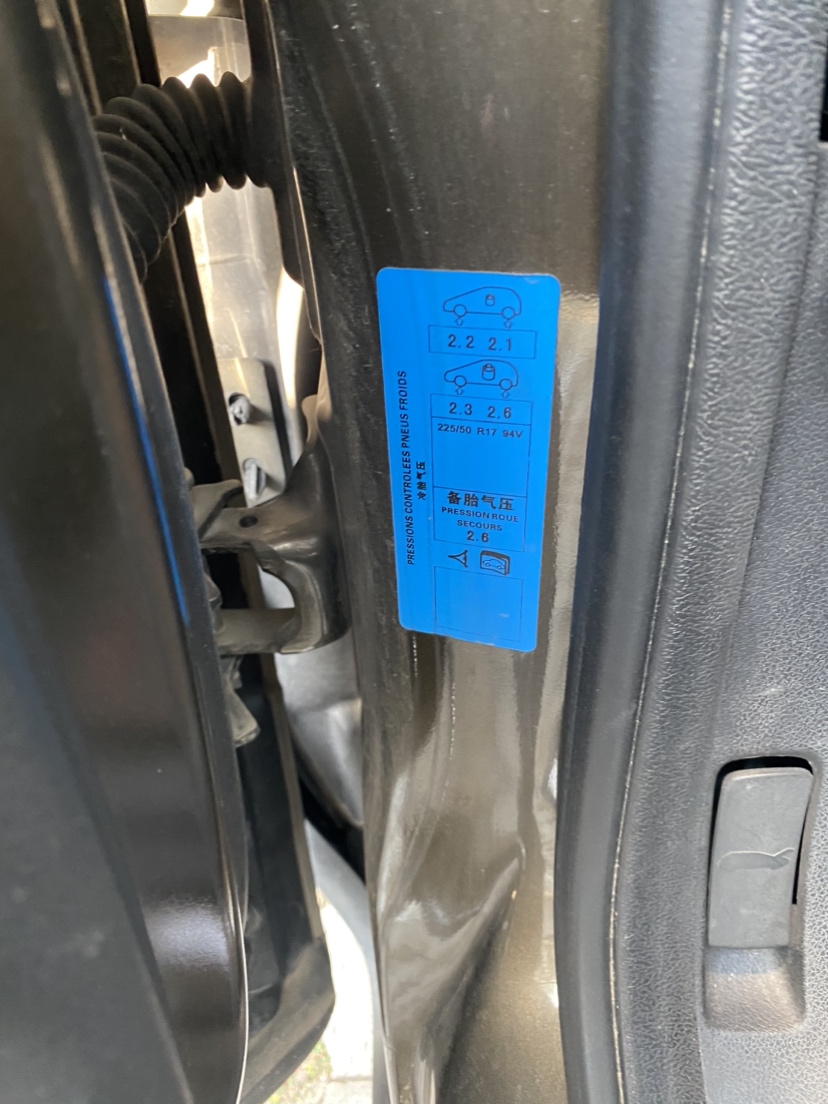 2.2 2.1
2.3 2.6
225/50 R17 94V
备胎气压
PRESSION ROUE
SECOURS
2.6
PRESSIONS CONTROLEES PNEUS FROIDS
冷胎气压